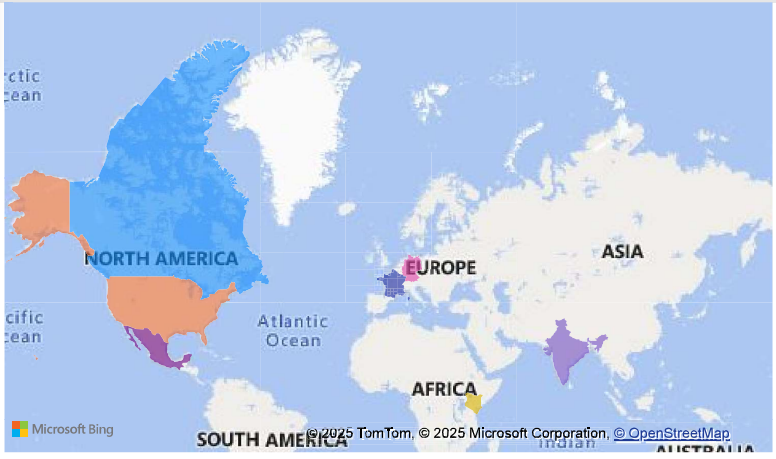 ctic
cean
NORTH AMERICA
EUROPE
ASIA
cific
cean
Atlantic
Ocean
AFRICA
Microsoft Bing
SOUTH AMERICA
© 2025 TomTom, © 2025 Microsoft Corporation, © OpenStreetMap
Indian
AUSTRALIA